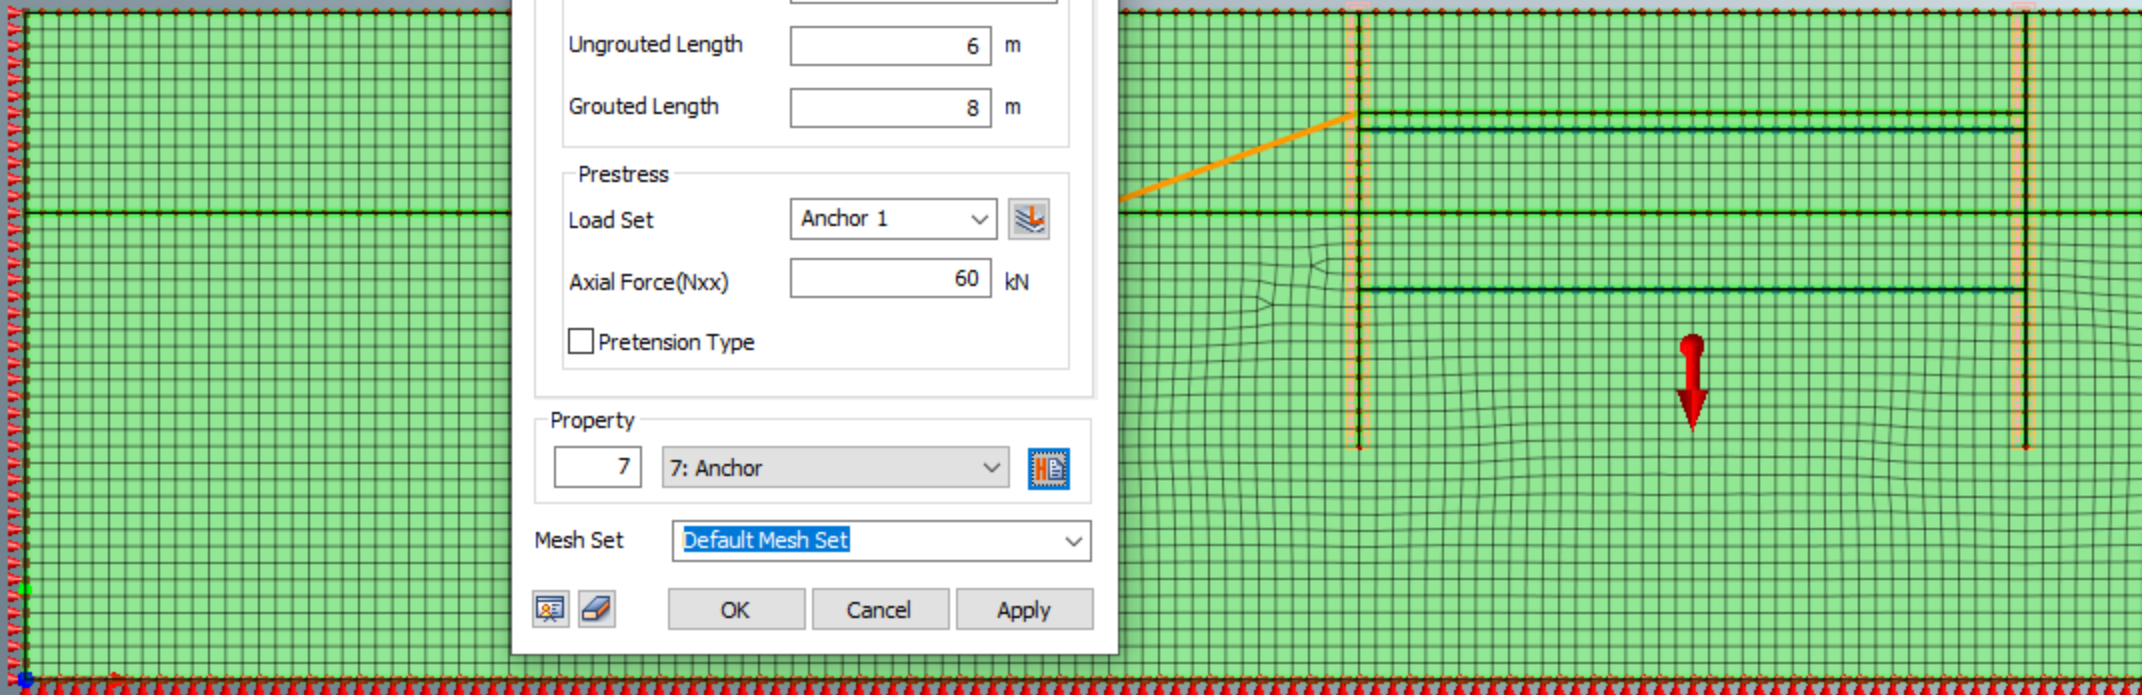 Ungrouted Length 6 m
Grouted Length 8 m
Prestress
Load Set Anchor 1
Axial Force(Nxx) 60 kN
Pretension Type
Property
7 7: Anchor
Mesh Set Default Mesh Set
OK Cancel Apply